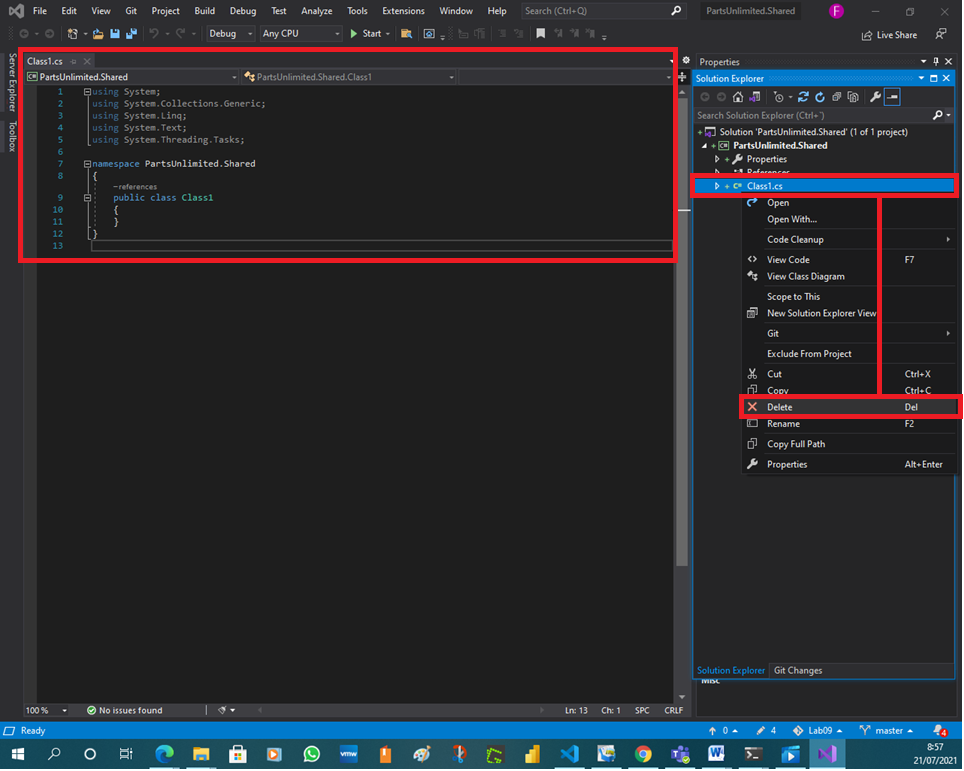 File Edit View Git Project Build Debug Test Analyze Tools Extensions Window Help Search (Ctrl+Q) PartsUnlimited.Shared F
Debug Any CPU Start Live Share
Server Explorer
Toolbox
Class1.cs
PartsUnlimited.Shared PartsUnlimited.Shared.Class1
1 using System;
2 using System.Collections.Generic;
3 using System.Linq;
4 using System.Text;
5 using System.Threading.Tasks;
6
7 namespace PartsUnlimited.Shared
8 {
references
9 public class Class1
10 {
11 }
12 }
13
100 % No issues found Ln: 13 Ch: 1 SPC CRLF
Properties
Solution Explorer
Search Solution Explorer (Ctrl+¨)
Solution 'PartsUnlimited.Shared' (1 of 1 project)
PartsUnlimited.Shared
Properties
References
Class1.cs
Open
Open With...
Code Cleanup
View Code F7
View Class Diagram
Scope to This
New Solution Explorer View
Git
Exclude From Project
Cut Ctrl+X
Copy Ctrl+C
Delete Del
Rename F2
Copy Full Path
Properties Alt+Enter
Solution Explorer Git Changes
Misc
Ready 0 4 Lab09 master 4
vmw 8:57
21/07/2021